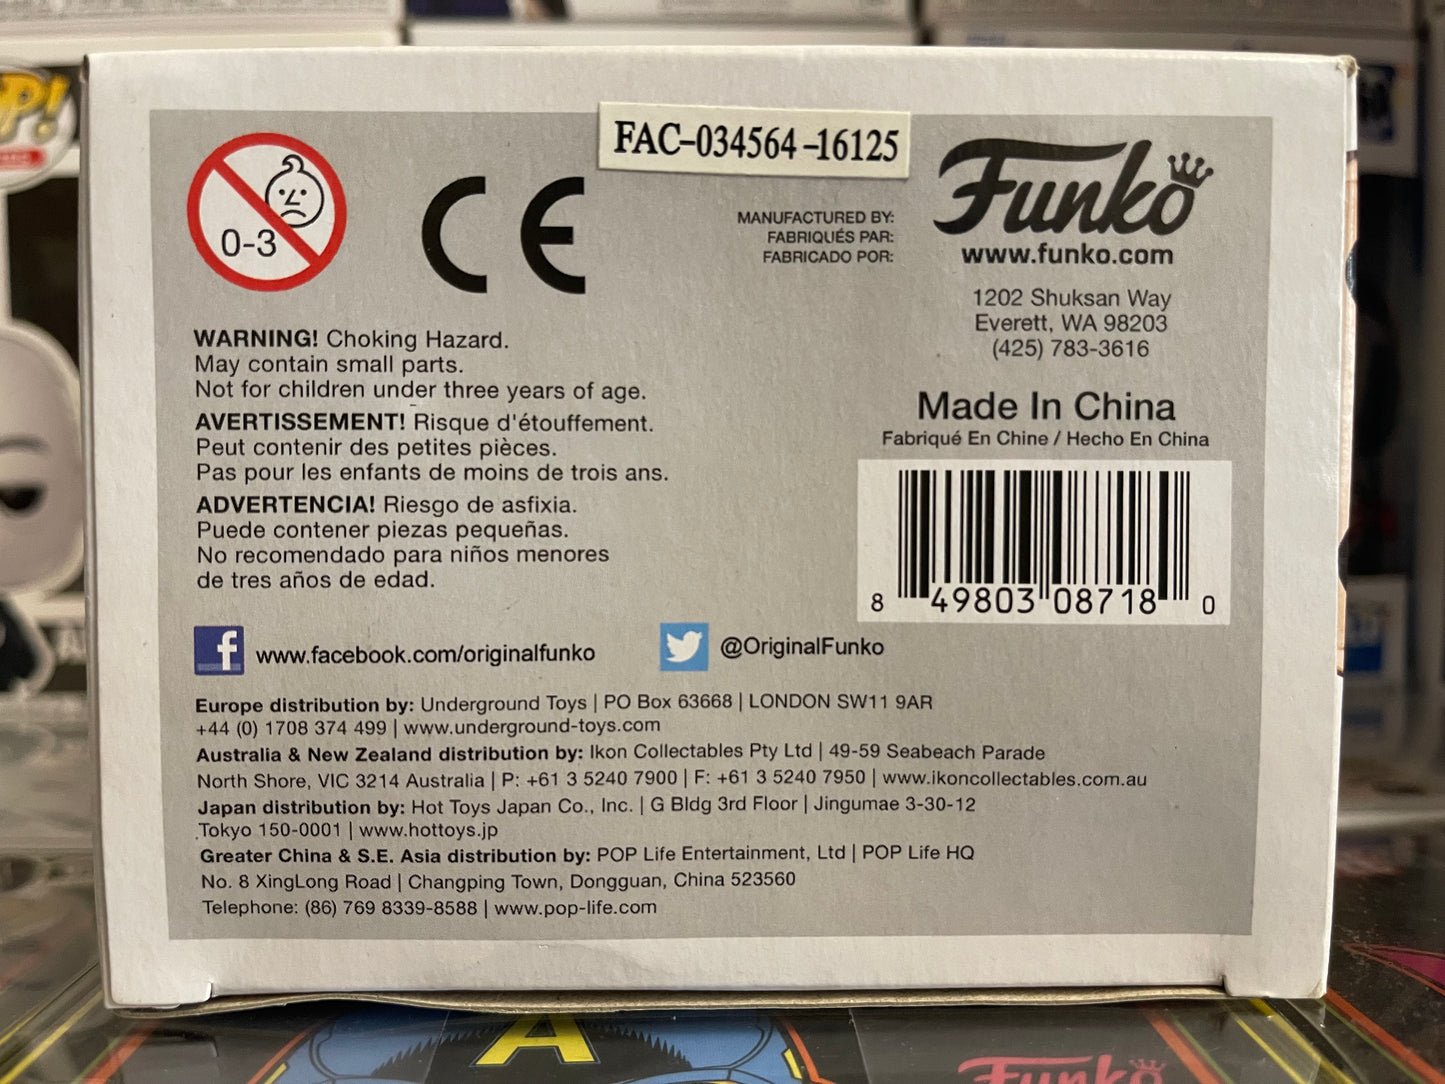 FAC-034564-16125
0-3
CE
MANUFACTURED BY:
FABRIQUÉS PAR:
FABRICADO POR:
Funko
www.funko.com
1202 Shuksan Way
Everett, WA 98203
(425) 783-3616
WARNING! Choking Hazard.
May contain small parts.
Not for children under three years of age.
AVERTISSEMENT! Risque d'étouffement.
Peut contenir des petites pièces.
Pas pour les enfants de moins de trois ans.
ADVERTENCIA! Riesgo de asfixia.
Puede contener piezas pequeñas.
No recomendado para niños menores
de tres años de edad.
Made In China
Fabriqué En Chine / Hecho En China
8 49803 08718 0
f www.facebook.com/originalfunko
@OriginalFunko
Europe distribution by: Underground Toys | PO Box 63668 | LONDON SW11 9AR
+44 (0) 1708 374 499 | www.underground-toys.com
Australia & New Zealand distribution by: Ikon Collectables Pty Ltd | 49-59 Seabeach Parade
North Shore, VIC 3214 Australia | P: +61 3 5240 7900 | F: +61 3 5240 7950 | www.ikoncollectables.com.au
Japan distribution by: Hot Toys Japan Co., Inc. | G Bldg 3rd Floor | Jingumae 3-30-12
Tokyo 150-0001 | www.hottoys.jp
Greater China & S.E. Asia distribution by: POP Life Entertainment, Ltd | POP Life HQ
No. 8 XingLong Road | Changping Town, Dongguan, China 523560
Telephone: (86) 769 8339-8588 | www.pop-life.com
A
Funko